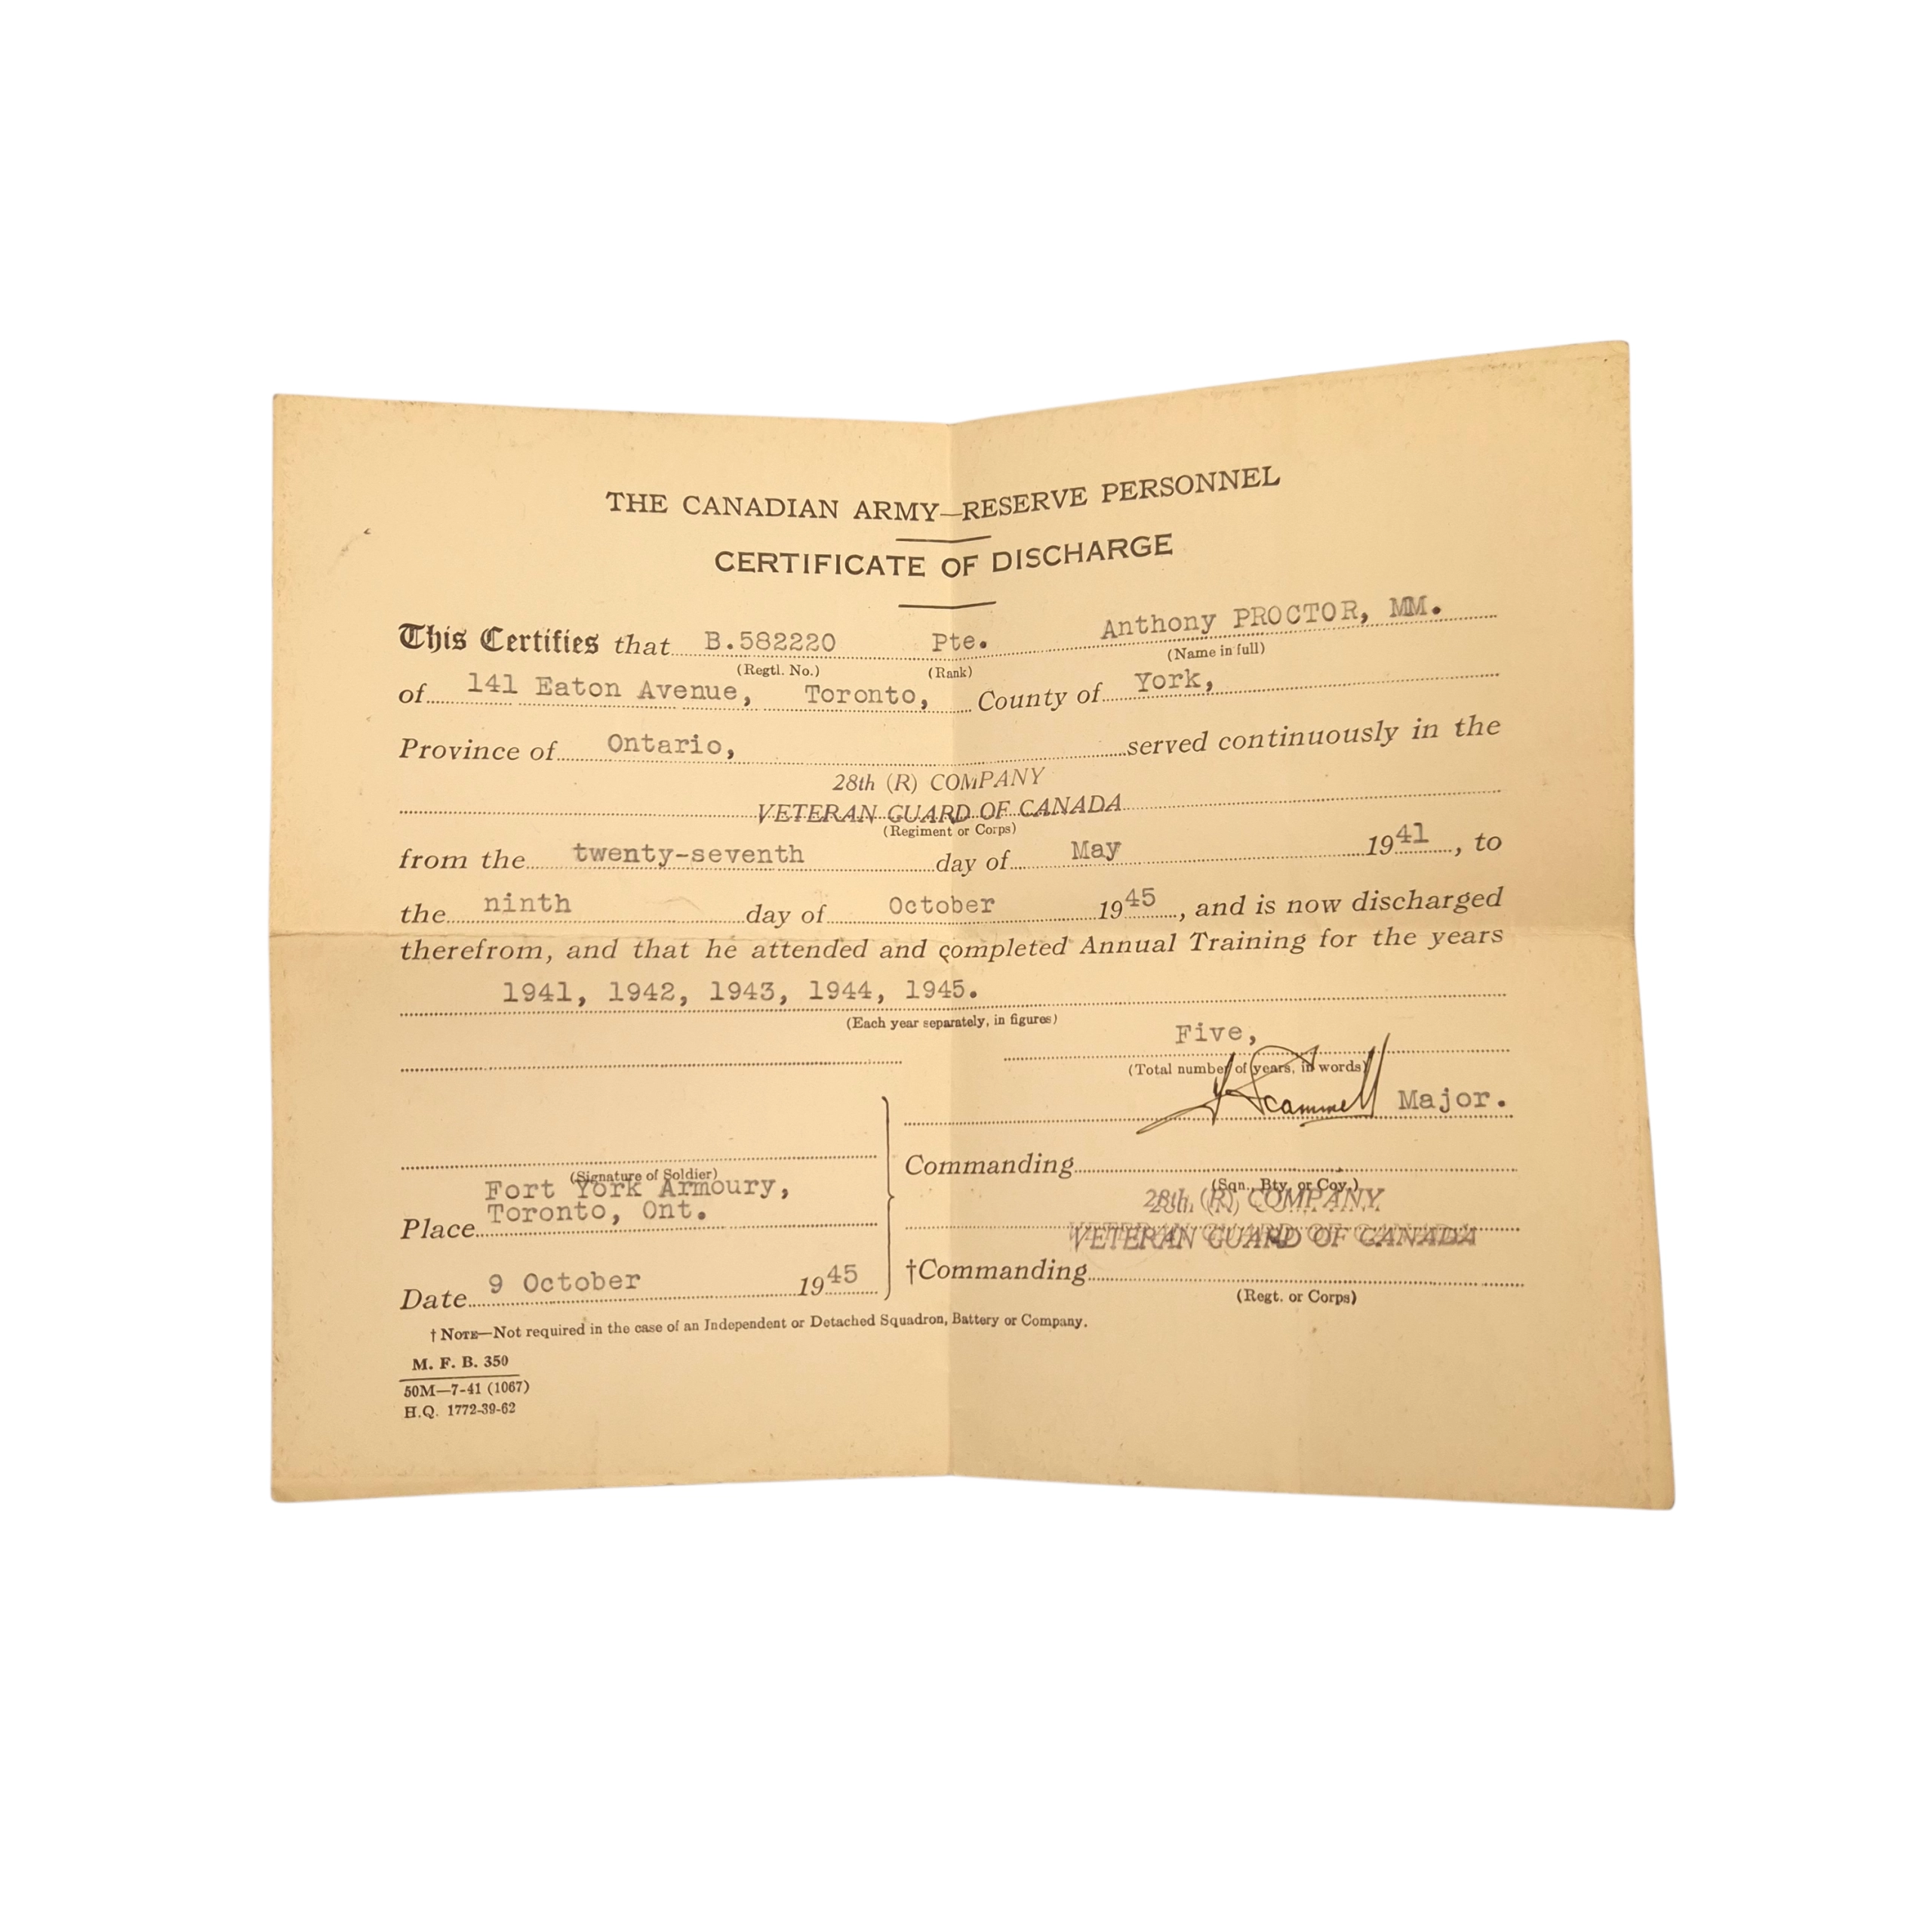 THE CANADIAN ARMY—RESERVE PERSONNEL
CERTIFICATE OF DISCHARGE
This Certifies that B.582220 Pte. Anthony PROCTOR, MM.
(Regtl. No.) (Rank) (Name in full)
of 141 Eaton Avenue, Toronto, County of York,
Province of Ontario, served continuously in the
28th (R) COMPANY
VETERAN GUARD OF CANADA
(Regiment or Corps)
from the twenty-seventh day of May 1941, to
the ninth day of October 1945, and is now discharged
therefrom, and that he attended and completed Annual Training for the years
1941, 1942, 1943, 1944, 1945.
(Each year separately, in figures)
Five,
(Total number of years, in words)
Scammell Major.
(Signature of Soldier)
Commanding
(Sqn., Bty. or Coy.)
Fort York Armoury,
28th (R) COMPANY
Place Toronto, Ont.
VETERAN GUARD OF CANADA
†Commanding
(Regt. or Corps)
Date 9 October 1945
† NOTE—Not required in the case of an Independent or Detached Squadron, Battery or Company.
M. F. B. 350
50M—7-41 (1067)
H.Q. 1772-39-62